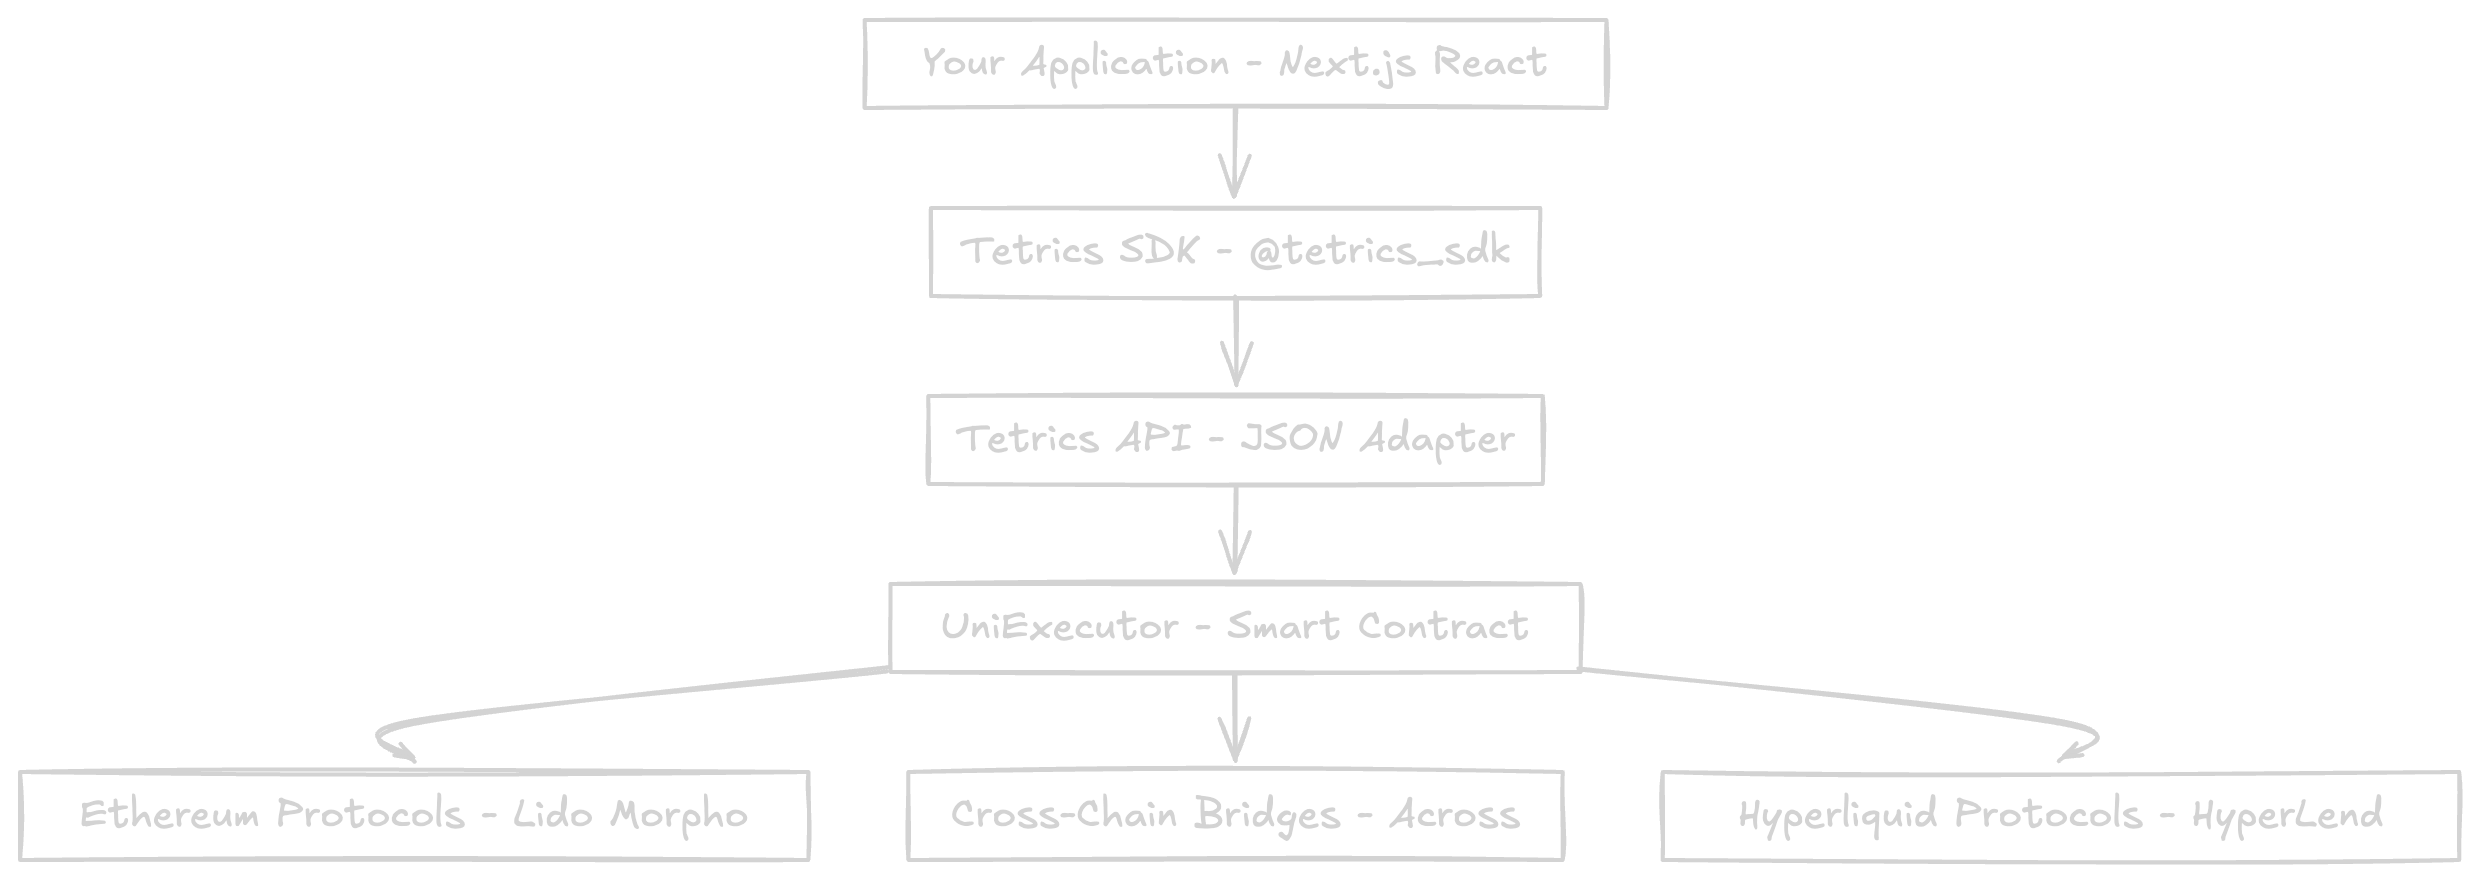 Your Application - Next.js React
Tetrics SDK - @tetrics_sdk
Tetrics API - JSON Adapter
UniExecutor - Smart Contract
Ethereum Protocols - Lido Morpho
Cross-Chain Bridges - Across
Hyperliquid Protocols - HyperLend